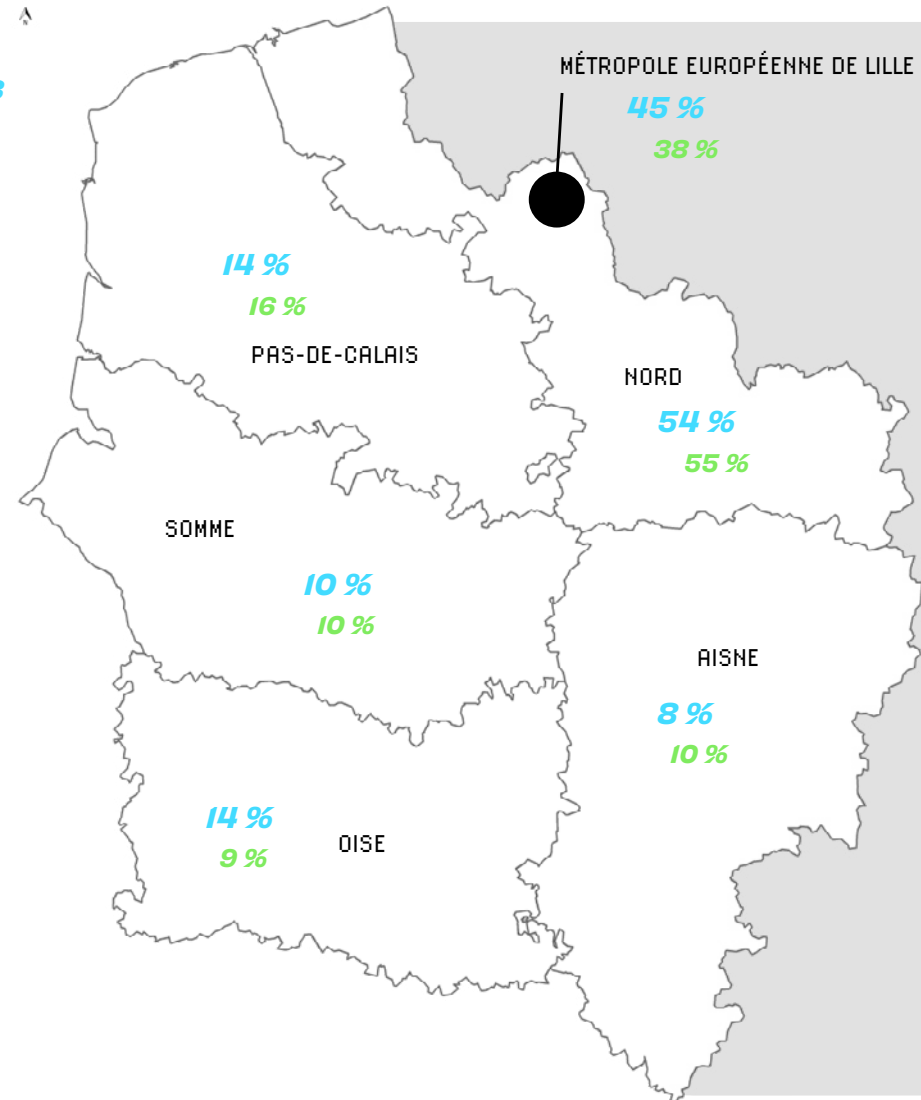 N
MÉTROPOLE EUROPÉENNE DE LILLE
45 %
38 %
14 %
16 %
PAS-DE-CALAIS
NORD
54 %
55 %
SOMME
10 %
10 %
AISNE
8 %
10 %
14 %
9 %
OISE